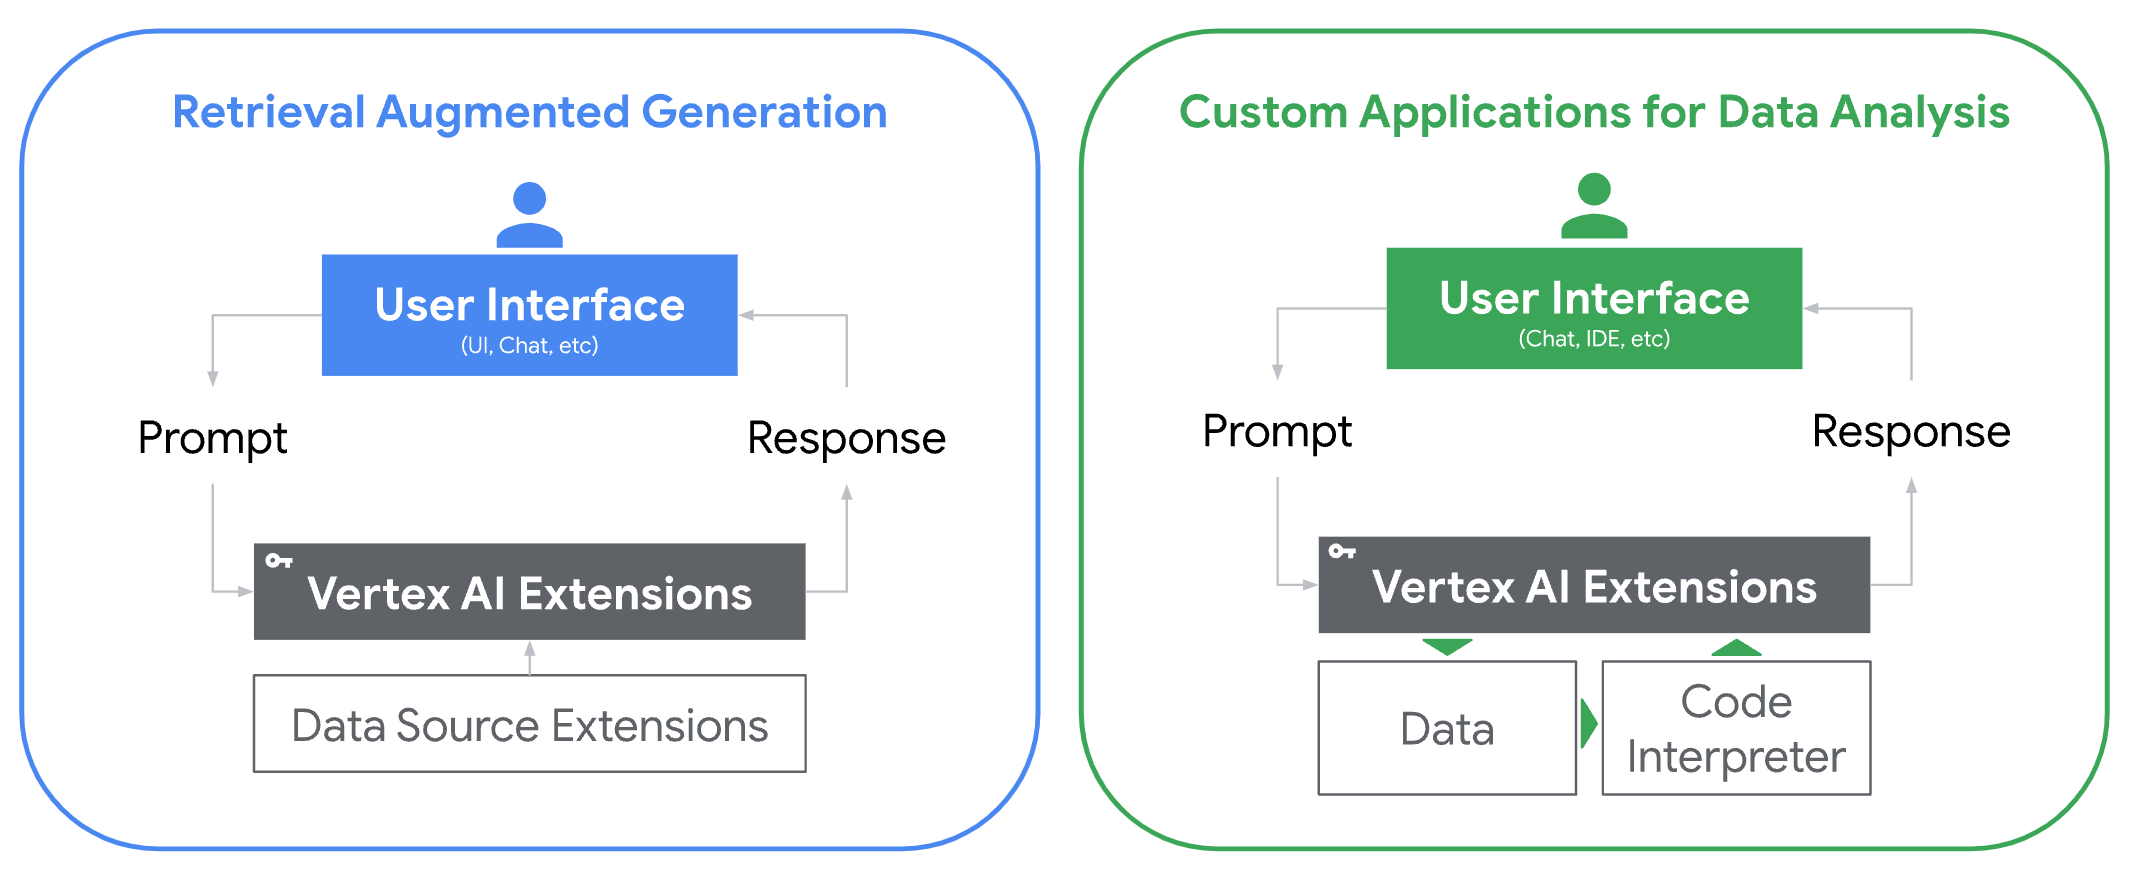 Retrieval Augmented Generation
User Interface
(UI, Chat, etc)
Prompt
Response
Vertex AI Extensions
Data Source Extensions
Custom Applications for Data Analysis
User Interface
(Chat, IDE, etc)
Prompt
Response
Vertex AI Extensions
Data
Code
Interpreter